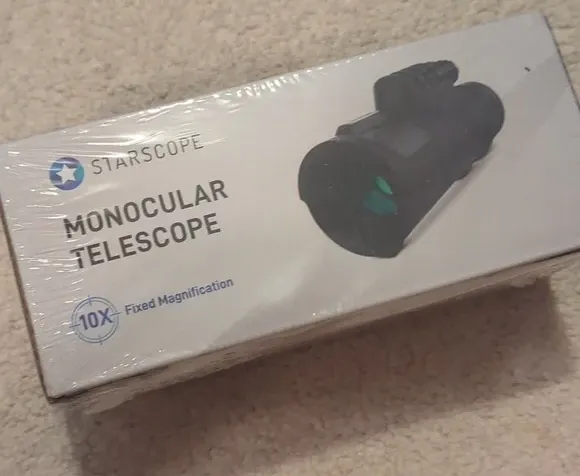 STARSCOPE
MONOCULAR
TELESCOPE
10X
Fixed Magnification